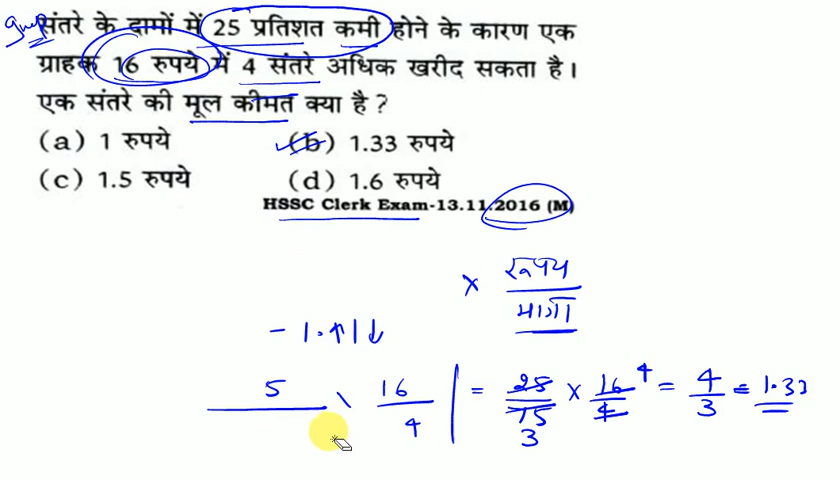 संतरे के दामों में 25 प्रतिशत कमी होने के कारण एक
ग्राहक 16 रुपये में 4 संतरे अधिक खरीद सकता है।
एक संतरे की मूल कीमत क्या है ?
(a) 1 रुपये (b) 1.33 रुपये
(c) 1.5 रुपये (d) 1.6 रुपये
HSSC Clerk Exam-13.11.2016 (M)
× रूपय / मात्रा
5 \ 16/4 = 25/75 × 16/4 4 = 4/3 = 1.33
3